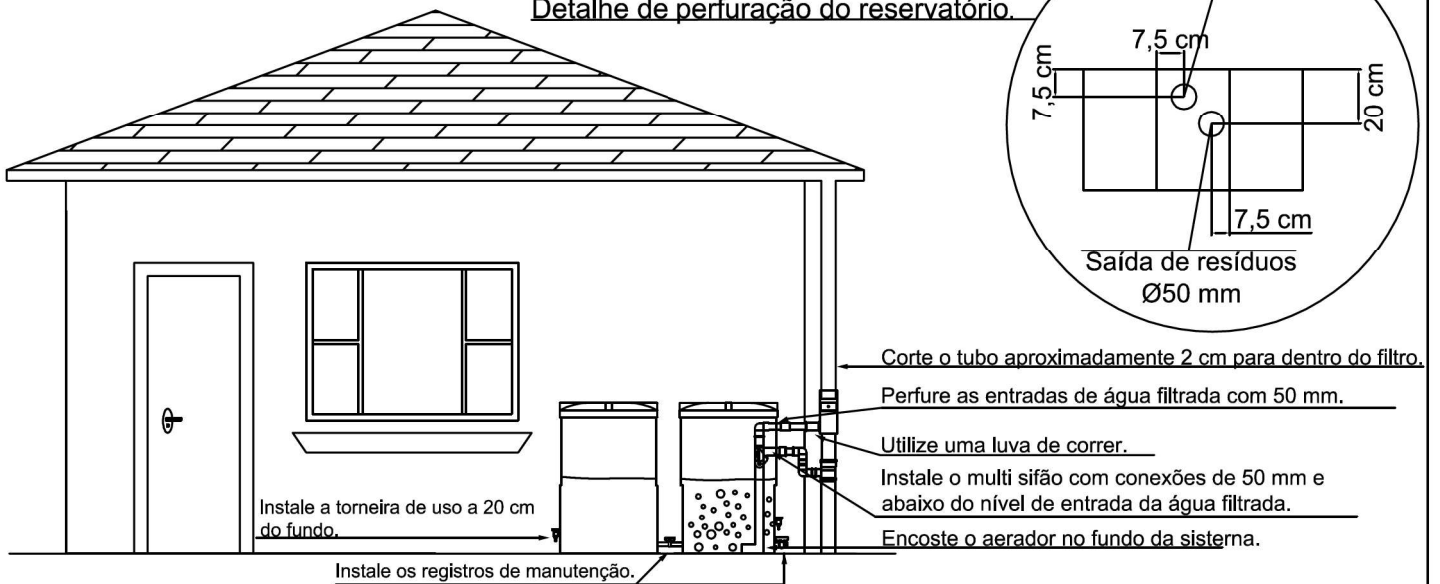 Detalhe de perfuração do reservatório.
7,5 cm
7,5 cm
20 cm
7,5 cm
Saída de resíduos
Ø50 mm
Corte o tubo aproximadamente 2 cm para dentro do filtro.
Perfure as entradas de água filtrada com 50 mm.
Utilize uma luva de correr.
Instale o multi sifão com conexões de 50 mm e
abaixo do nível de entrada da água filtrada.
Encoste o aerador no fundo da sisterna.
Instale a torneira de uso a 20 cm
do fundo.
Instale os registros de manutenção.